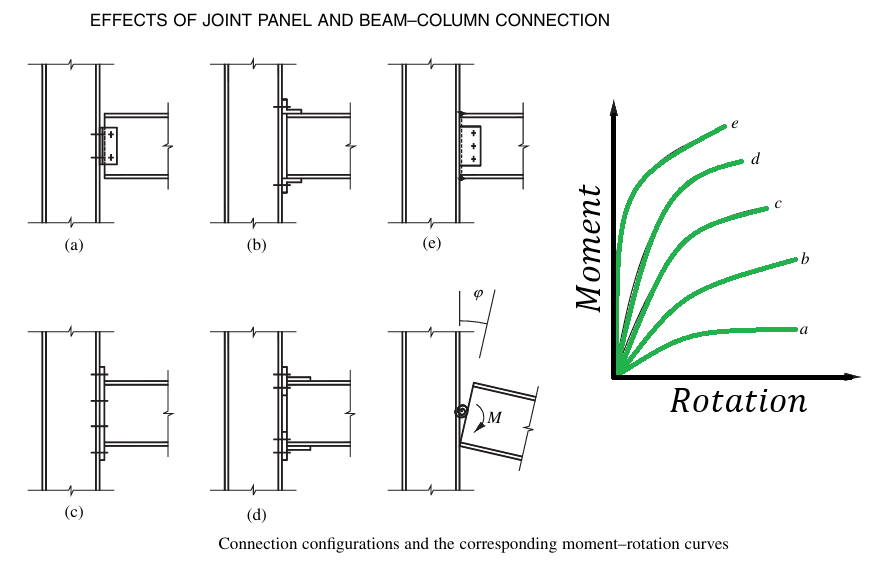 EFFECTS OF JOINT PANEL AND BEAM–COLUMN CONNECTION
(a)
(b)
(e)
φ
M
(c)
(d)
Moment
Rotation
e
d
c
b
a
Connection configurations and the corresponding moment–rotation curves